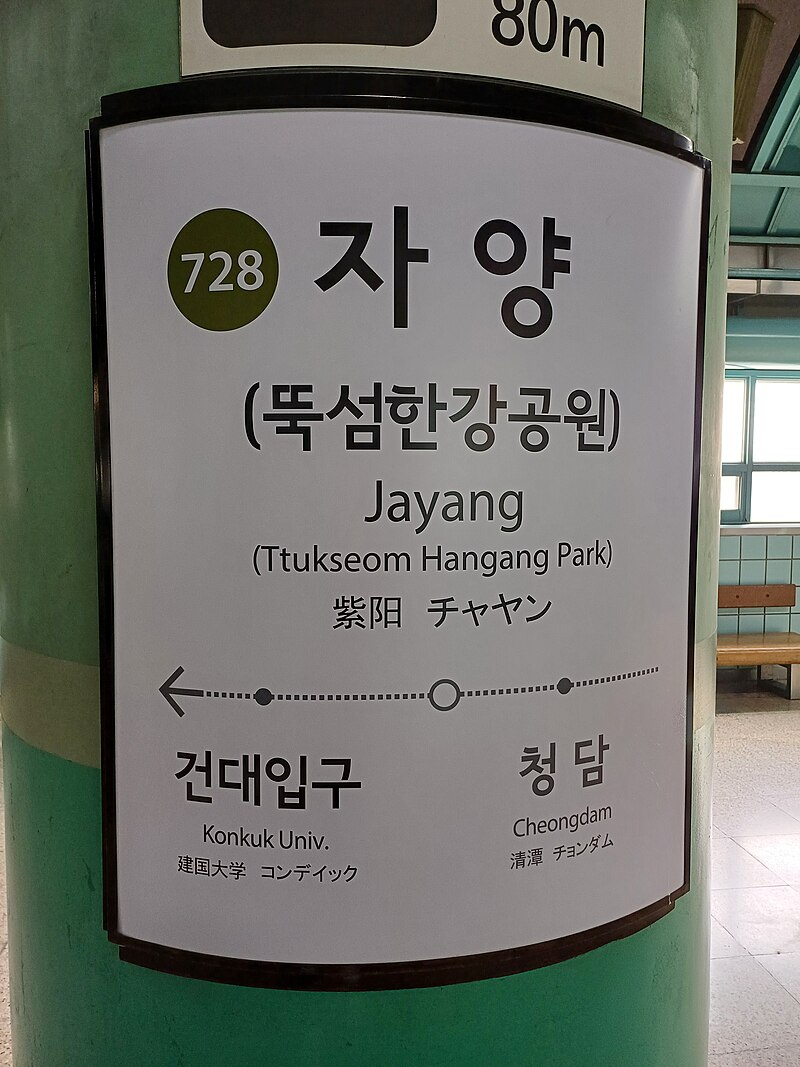 80m
728 자양
(뚝섬한강공원)
Jayang
(Ttukseom Hangang Park)
紫阳 チャヤン
건대입구
Konkuk Univ.
建国大学 コンデイック
청담
Cheongdam
清潭 チョンダム